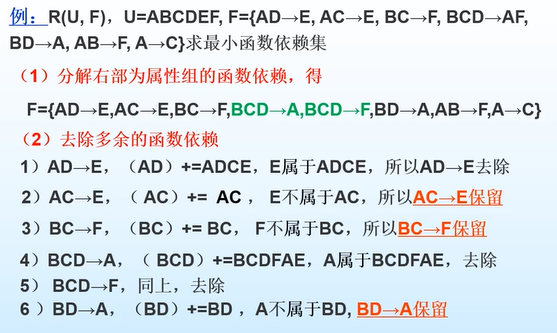 例：R(U, F)，U=ABCDEF, F={AD→E, AC→E, BC→F, BCD→AF,
BD→A, AB→F, A→C}求最小函数依赖集
（1）分解右部为属性组的函数依赖，得
F={AD→E,AC→E,BC→F,BCD→A,BCD→F,BD→A,AB→F,A→C}
（2）去除多余的函数依赖
1）AD→E，（AD）+=ADCE，E属于ADCE，所以AD→E去除
2）AC→E，（ AC）+= AC ， E不属于AC，所以AC→E保留
3）BC→F，（BC）+= BC， F不属于BC，所以BC→F保留
4）BCD→A，（ BCD）+=BCDFAE，A属于BCDFAE，去除
5） BCD→F，同上，去除
6 ）BD→A，（BD）+=BD ，A不属于BD, BD→A保留